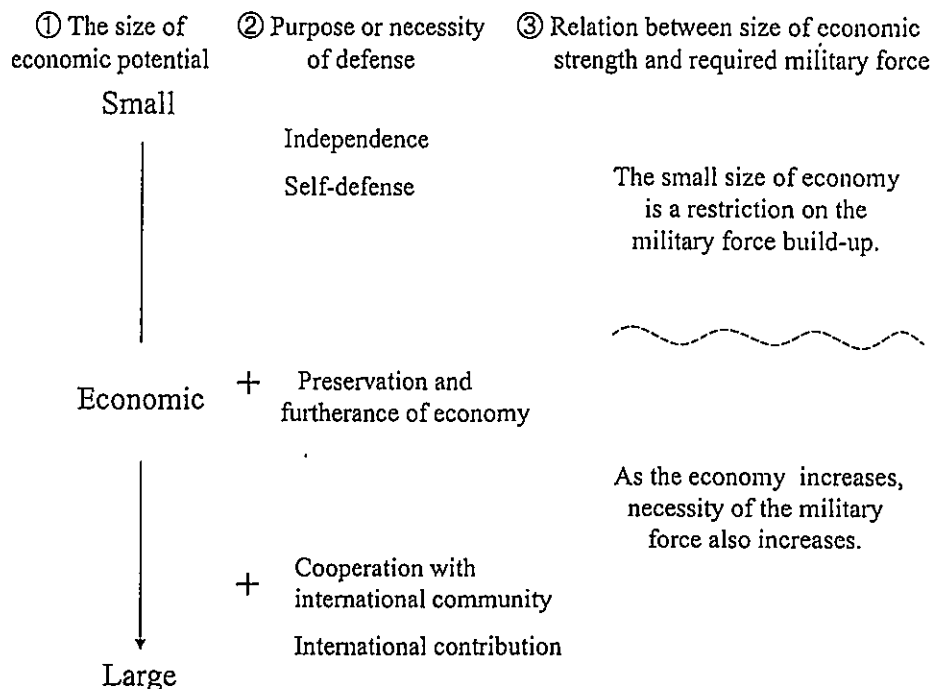 ① The size of
economic potential
② Purpose or necessity
of defense
③ Relation between size of economic
strength and required military force
Small
Independence
Self-defense
The small size of economy
is a restriction on the
military force build-up.
Economic
+ Preservation and
furtherance of economy
As the economy increases,
necessity of the military
force also increases.
+ Cooperation with
international community
International contribution
Large